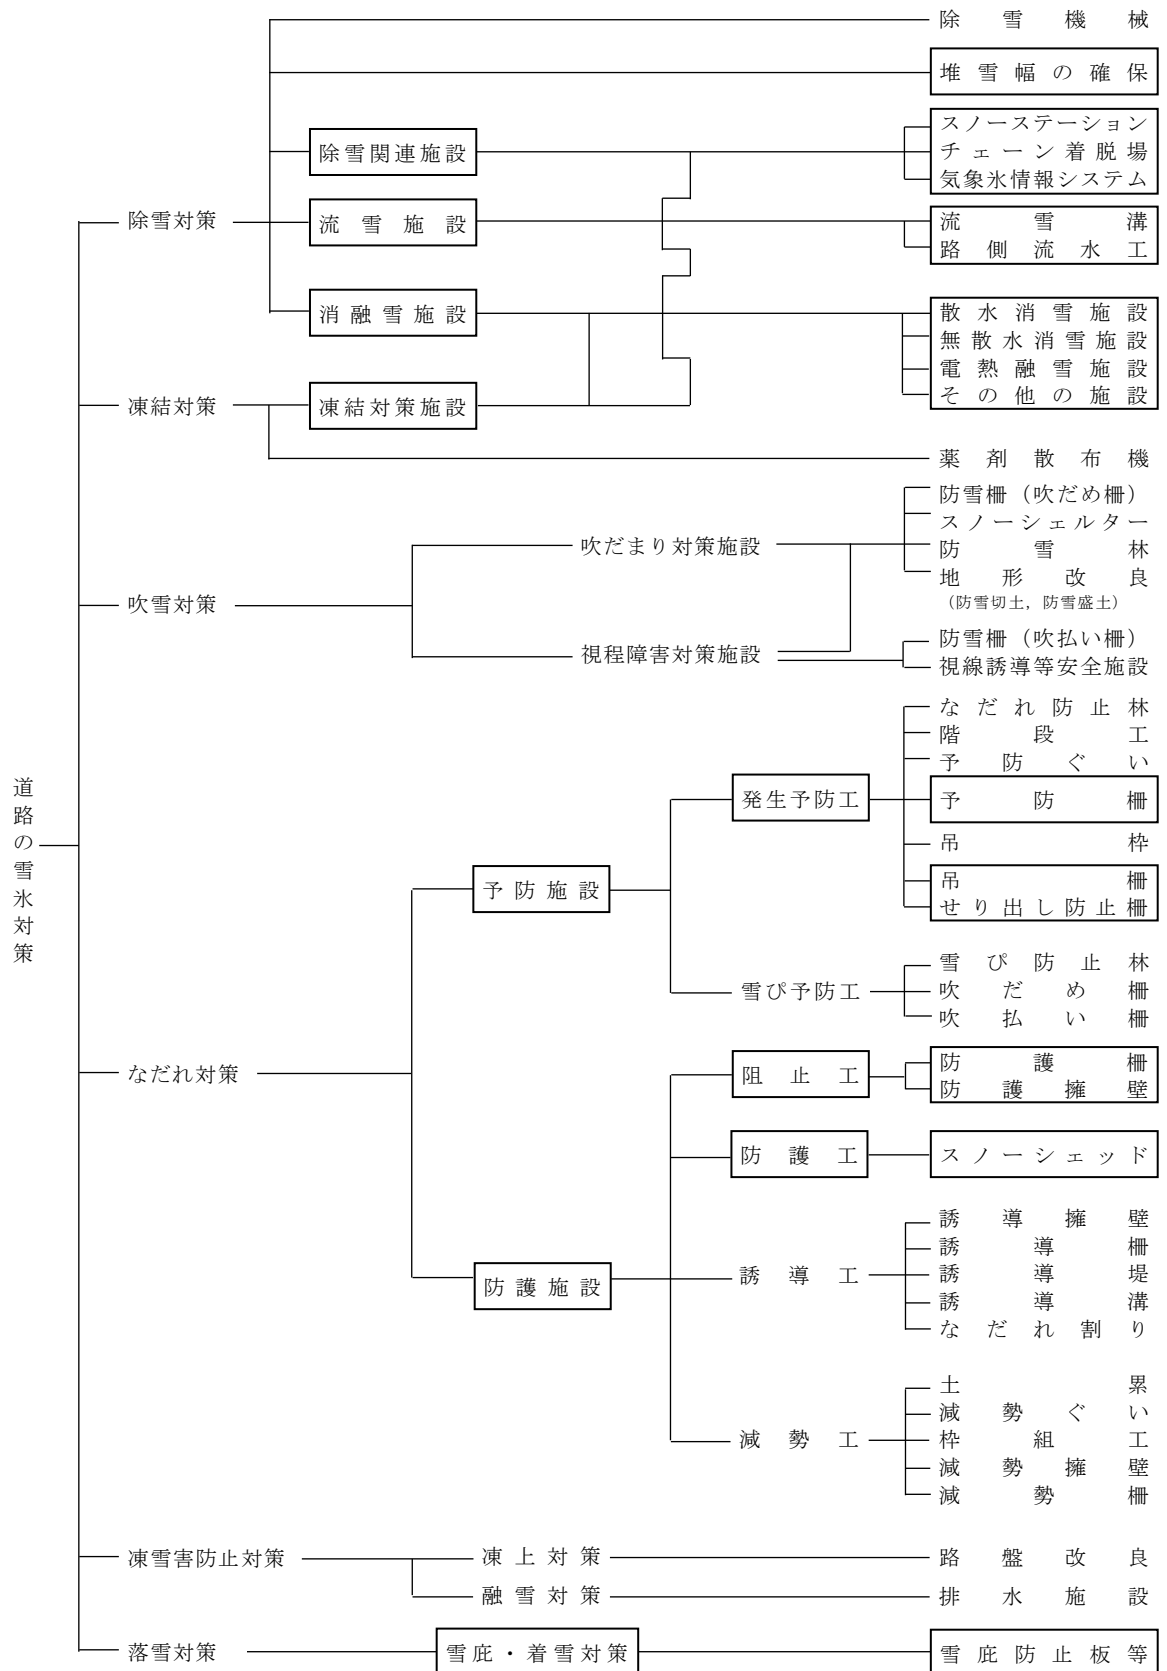 道路の雪氷対策
除雪対策
除雪機械
堆雪幅の確保
除雪関連施設
スノーステーション
チェーン着脱場
気象氷情報システム
流雪施設
流雪溝
路側流水工
消融雪施設
散水消雪施設
無散水消雪施設
電熱融雪施設
その他の施設
凍結対策
凍結対策施設
薬剤散布機
吹雪対策
吹だまり対策施設
防雪柵（吹だめ柵）
スノーシェルター
防雪林
地形改良
（防雪切土，防雪盛土）
視程障害対策施設
防雪柵（吹払い柵）
視線誘導等安全施設
なだれ対策
予防施設
発生予防工
なだれ防止林
階段工
予防ぐい
予防柵
吊枠
吊柵
せり出し防止柵
雪ぴ予防工
雪ぴ防止林
吹だめ柵
吹払い柵
防護施設
阻止工
防護柵
防護擁壁
防護工
スノーシェッド
誘導工
誘導擁壁
誘導柵
誘導堤
誘導溝
なだれ割り
減勢工
土累
減勢ぐい
枠組工
減勢擁壁
減勢柵
凍雪害防止対策
凍上対策
路盤改良
融雪対策
排水施設
落雪対策
雪庇・着雪対策
雪庇防止板等